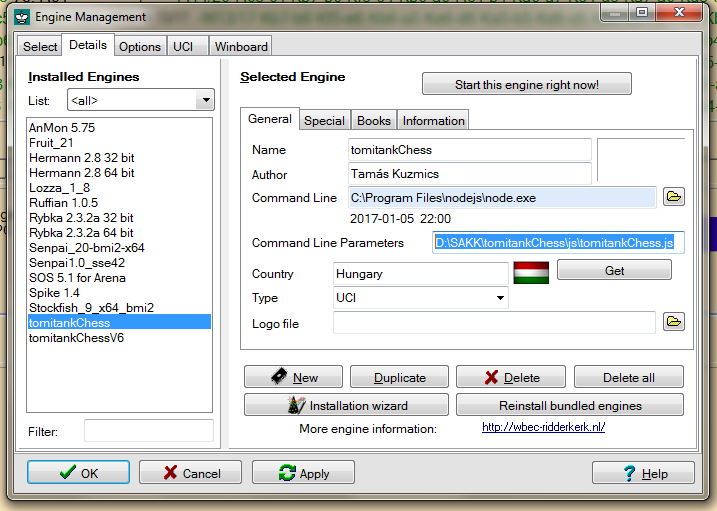 Engine Management
Select Details Options UCI Winboard
Installed Engines
List: <all>
AnMon 5.75
Fruit_21
Hermann 2.8 32 bit
Hermann 2.8 64 bit
Lozza_1_8
Ruffian 1.0.5
Rybka 2.3.2a 32 bit
Rybka 2.3.2a 64 bit
Senpai_20-bmi2-x64
Senpai1.0_sse42
SOS 5.1 for Arena
Spike 1.4
Stockfish_9_x64_bmi2
tomitankChess
tomitankChessV6
Filter:
Selected Engine
Start this engine right now!
General Special Books Information
Name tomitankChess
Author Tamás Kuzmics
Command Line C:\Program Files\nodejs\node.exe
2017-01-05 22:00
Command Line Parameters D:\SAKK\tomitankChess\js\tomitankChess.js
Country Hungary Get
Type UCI
Logo file
New Duplicate Delete Delete all
Installation wizard Reinstall bundled engines
More engine information: http://wbec-ridderkerk.nl/
OK Cancel Apply Help